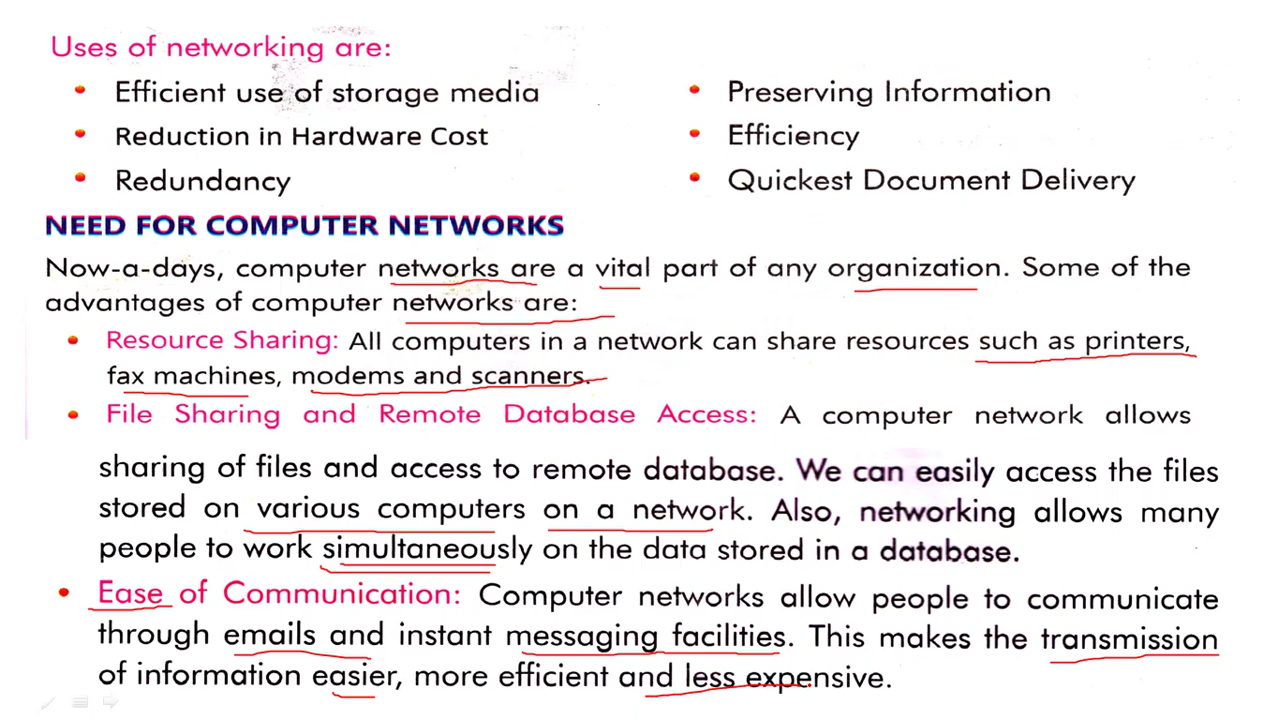 Uses of networking are:
• Efficient use of storage media
• Reduction in Hardware Cost
• Redundancy
• Preserving Information
• Efficiency
• Quickest Document Delivery
NEED FOR COMPUTER NETWORKS
Now-a-days, computer networks are a vital part of any organization. Some of the
advantages of computer networks are:
• Resource Sharing: All computers in a network can share resources such as printers,
fax machines, modems and scanners.
• File Sharing and Remote Database Access: A computer network allows
sharing of files and access to remote database. We can easily access the files
stored on various computers on a network. Also, networking allows many
people to work simultaneously on the data stored in a database.
• Ease of Communication: Computer networks allow people to communicate
through emails and instant messaging facilities. This makes the transmission
of information easier, more efficient and less expensive.